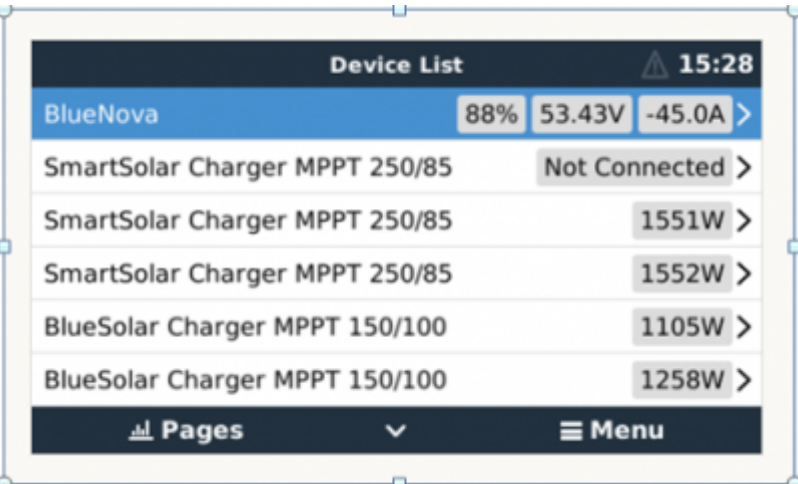 Device List 15:28
BlueNova 88% 53.43V -45.0A
SmartSolar Charger MPPT 250/85 Not Connected
SmartSolar Charger MPPT 250/85 1551W
SmartSolar Charger MPPT 250/85 1552W
BlueSolar Charger MPPT 150/100 1105W
BlueSolar Charger MPPT 150/100 1258W
Pages Menu